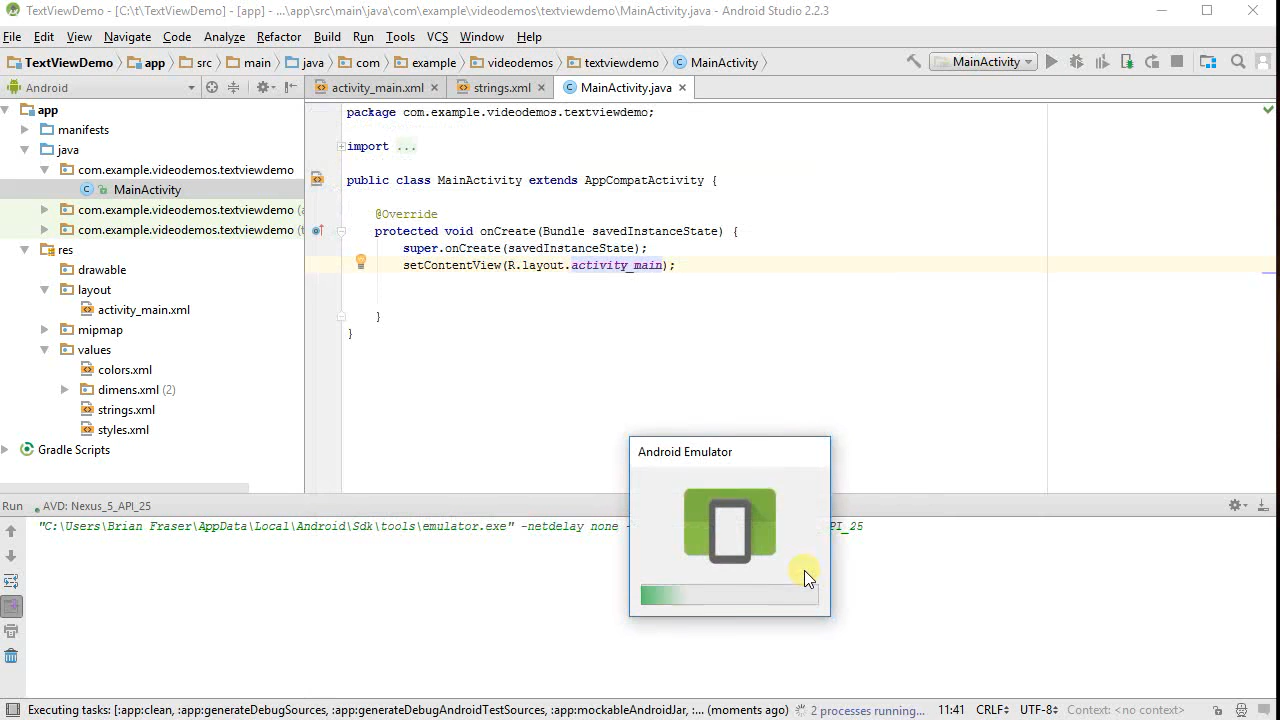 TextViewDemo - [C:\t\TextViewDemo] - [app] - ...\app\src\main\java\com\example\videodemos\textviewdemo\MainActivity.java - Android Studio 2.2.3
File Edit View Navigate Code Analyze Refactor Build Run Tools VCS Window Help
TextViewDemo app src main java com example videodemos textviewdemo MainActivity MainActivity
Android activity_main.xml strings.xml MainActivity.java
app
manifests
java
com.example.videodemos.textviewdemo
MainActivity
com.example.videodemos.textviewdemo
com.example.videodemos.textviewdemo
res
drawable
layout
activity_main.xml
mipmap
values
colors.xml
dimens.xml (2)
strings.xml
styles.xml
Gradle Scripts
package com.example.videodemos.textviewdemo;
import ...
public class MainActivity extends AppCompatActivity {
@Override
protected void onCreate(Bundle savedInstanceState) {
super.onCreate(savedInstanceState);
setContentView(R.layout.activity_main);
}
}
Android Emulator
Run AVD: Nexus_5_API_25
"C:\Users\Brian Fraser\AppData\Local\Android\Sdk\tools\emulator.exe" -netdelay none
Executing tasks: [:app:clean, :app:generateDebugSources, :app:generateDebugAndroidTestSources, :app:mockableAndroidJar, :... (moments ago) 2 processes running... 11:41 CRLF UTF-8 Context: <no context>